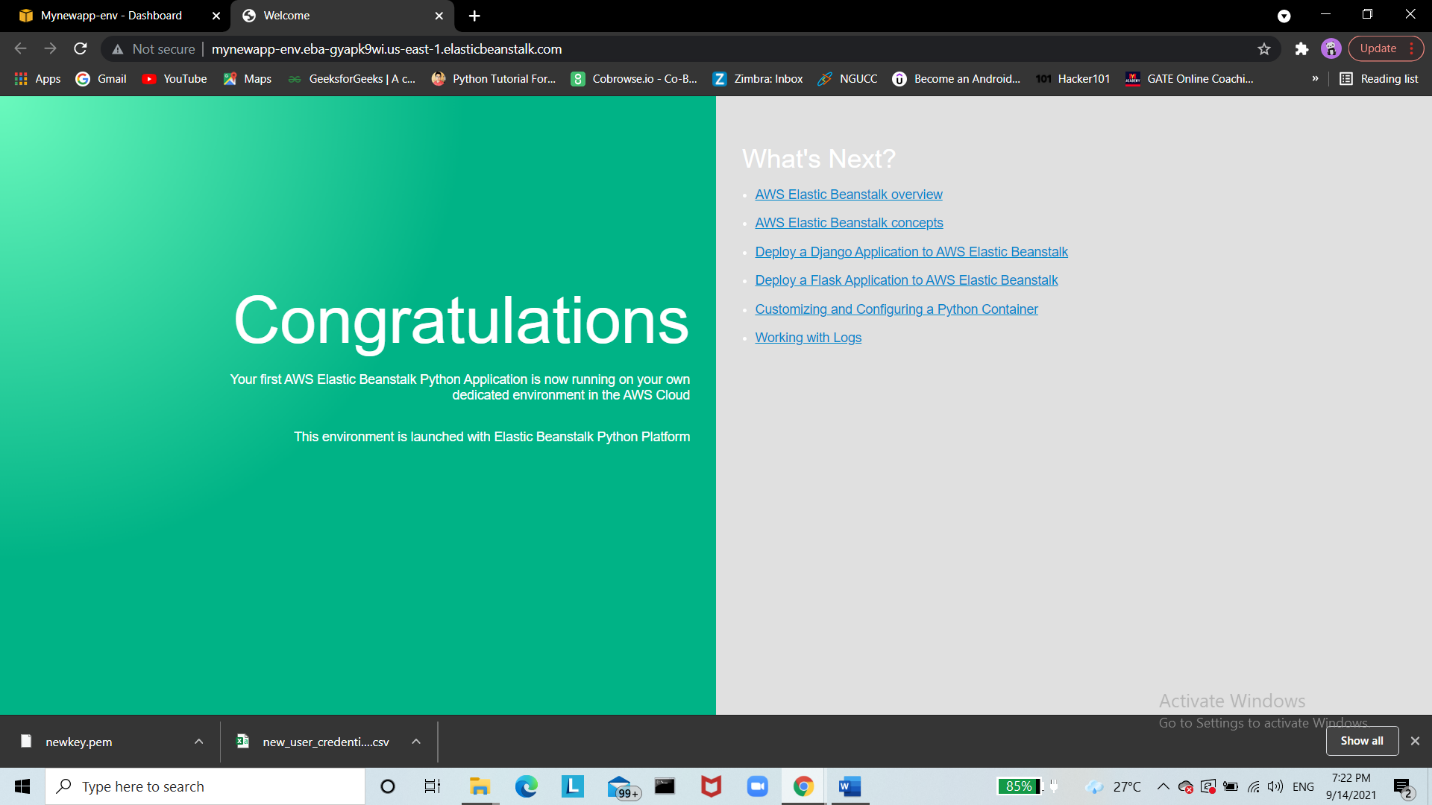 Mynewapp-env - Dashboard
Welcome
Not secure
mynewapp-env.eba-gyapk9wi.us-east-1.elasticbeanstalk.com
Update
Apps
Gmail
YouTube
Maps
GeeksforGeeks | A c...
Python Tutorial For...
Cobrowse.io - Co-B...
Zimbra: Inbox
NGUCC
Become an Android...
101 Hacker101
GATE Online Coachi...
»
Reading list
Congratulations
Your first AWS Elastic Beanstalk Python Application is now running on your own
dedicated environment in the AWS Cloud
This environment is launched with Elastic Beanstalk Python Platform
What's Next?
AWS Elastic Beanstalk overview
AWS Elastic Beanstalk concepts
Deploy a Django Application to AWS Elastic Beanstalk
Deploy a Flask Application to AWS Elastic Beanstalk
Customizing and Configuring a Python Container
Working with Logs
Activate Windows
Go to Settings to activate Windows.
newkey.pem
new_user_credenti....csv
Show all
Type here to search
99+
85%
27°C
ENG
7:22 PM
9/14/2021
2